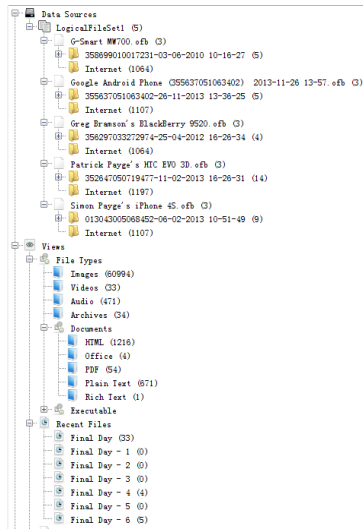 Data Sources
LogicalFileSet1 (5)
G-Smart MW700.ofb (3)
358699010017231-03-06-2010 10-16-27 (5)
Internet (1064)
Google Android Phone (355637051063402) 2013-11-26 13-57.ofb (3)
355637051063402-26-11-2013 13-36-25 (5)
Internet (1107)
Greg Bramson's BlackBerry 9520.ofb (3)
356297033272974-25-04-2012 16-26-34 (4)
Internet (1064)
Patrick Payge's HTC EVO 3D.ofb (3)
352647050719477-11-02-2013 16-26-31 (14)
Internet (1197)
Simon Payge's iPhone 4S.ofb (3)
013043005068452-06-02-2013 10-51-49 (9)
Internet (1107)
Views
File Types
Images (60994)
Videos (33)
Audio (471)
Archives (34)
Documents
HTML (1216)
Office (4)
PDF (54)
Plain Text (671)
Rich Text (1)
Executable
Recent Files
Final Day (33)
Final Day - 1 (0)
Final Day - 2 (0)
Final Day - 3 (0)
Final Day - 4 (4)
Final Day - 5 (0)
Final Day - 6 (5)